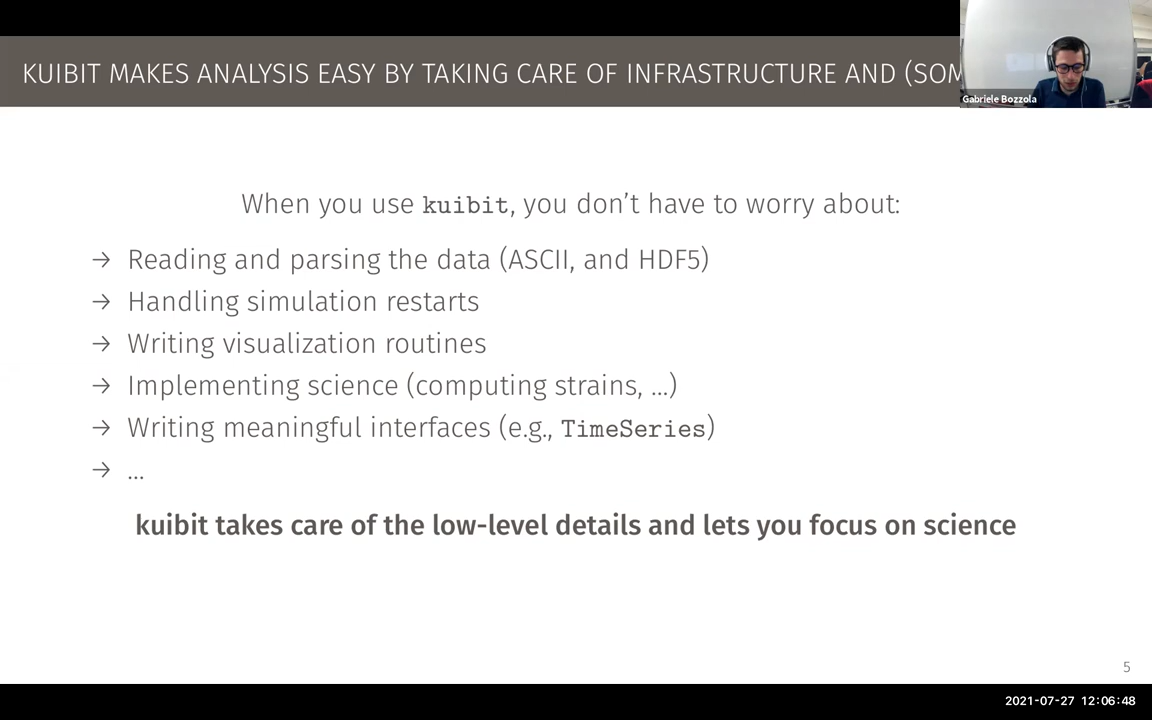 KUIBIT MAKES ANALYSIS EASY BY TAKING CARE OF INFRASTRUCTURE AND (SOM
Gabriele Bozzola
When you use kuibit, you don’t have to worry about:
→ Reading and parsing the data (ASCII, and HDF5)
→ Handling simulation restarts
→ Writing visualization routines
→ Implementing science (computing strains, ...)
→ Writing meaningful interfaces (e.g., TimeSeries)
→ ...
kuibit takes care of the low-level details and lets you focus on science
5
2021-07-27 12:06:48